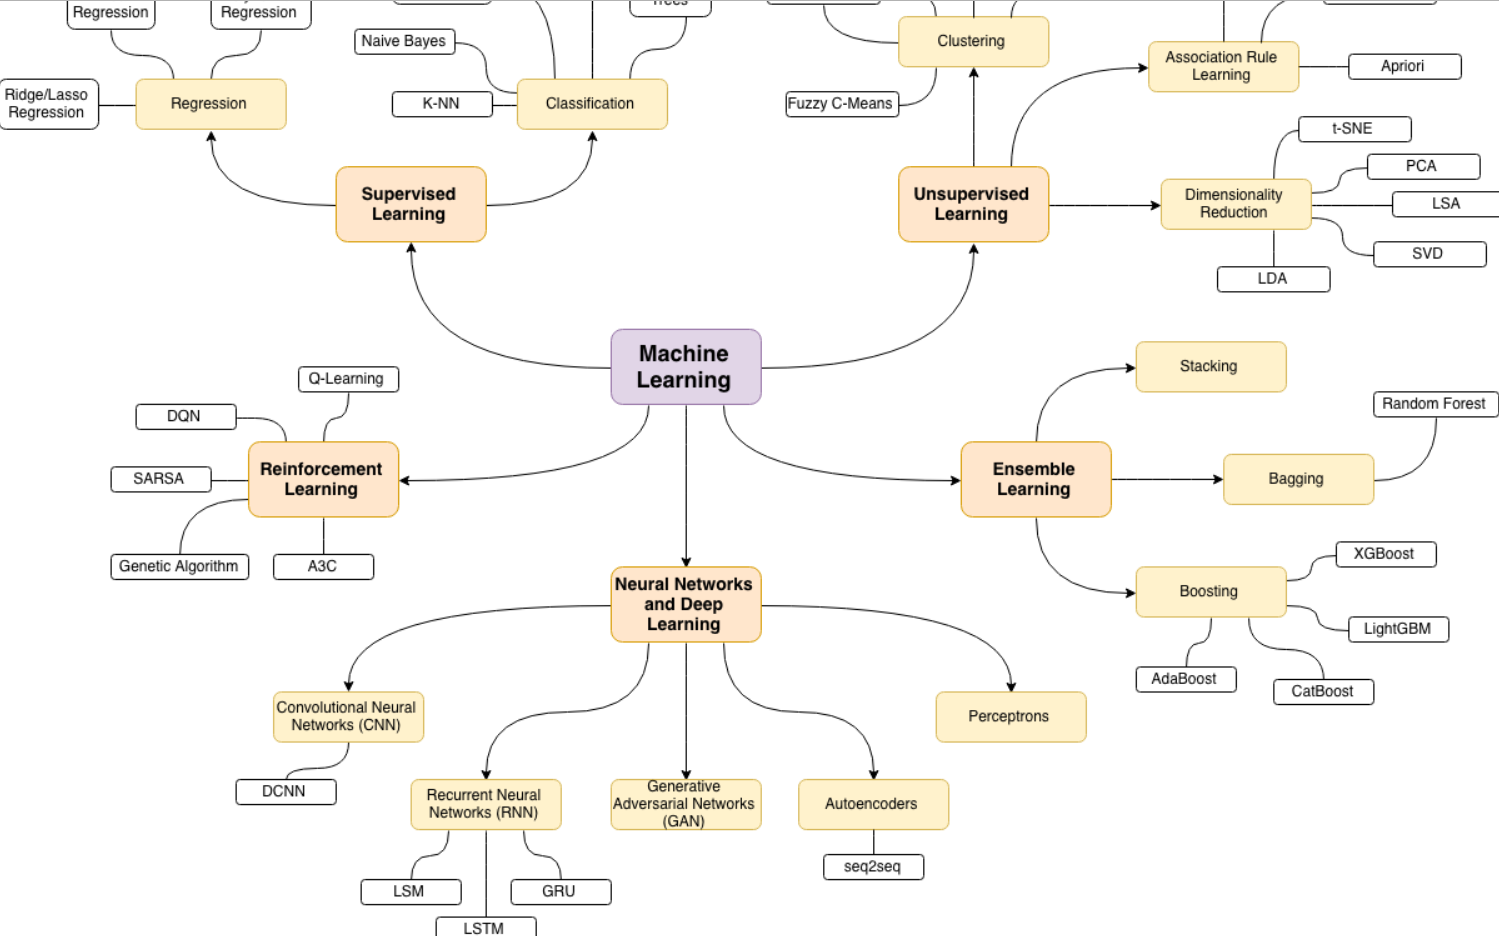 Regression
Regression
Trees
Naive Bayes
Clustering
Association Rule
Learning
Apriori
Ridge/Lasso
Regression
Regression
K-NN
Classification
Fuzzy C-Means
t-SNE
PCA
Supervised
Learning
Unsupervised
Learning
Dimensionality
Reduction
LSA
SVD
LDA
Machine
Learning
Stacking
Q-Learning
DQN
Random Forest
Reinforcement
Learning
SARSA
Ensemble
Learning
Bagging
Genetic Algorithm
A3C
XGBoost
Neural Networks
and Deep
Learning
Boosting
LightGBM
AdaBoost
CatBoost
Convolutional Neural
Networks (CNN)
Perceptrons
DCNN
Recurrent Neural
Networks (RNN)
Generative
Adversarial Networks
(GAN)
Autoencoders
seq2seq
LSM
GRU
LSTM